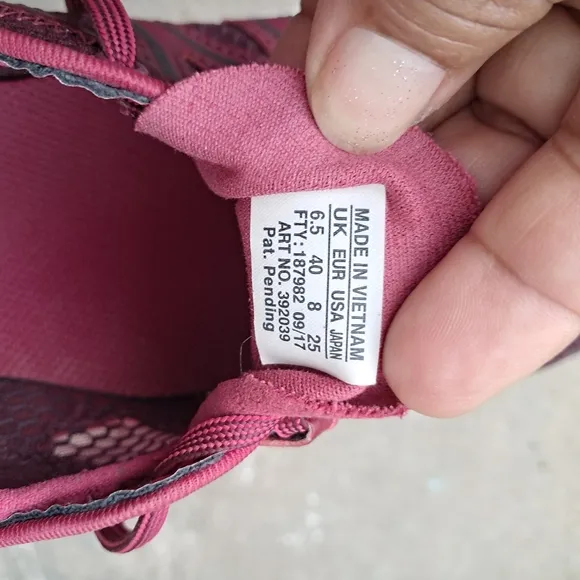 MADE IN VIETNAM
UK EUR USA JAPAN
6.5 40 8 25
FTY: 187982 09/17
ART NO. 392039
Pat. Pending